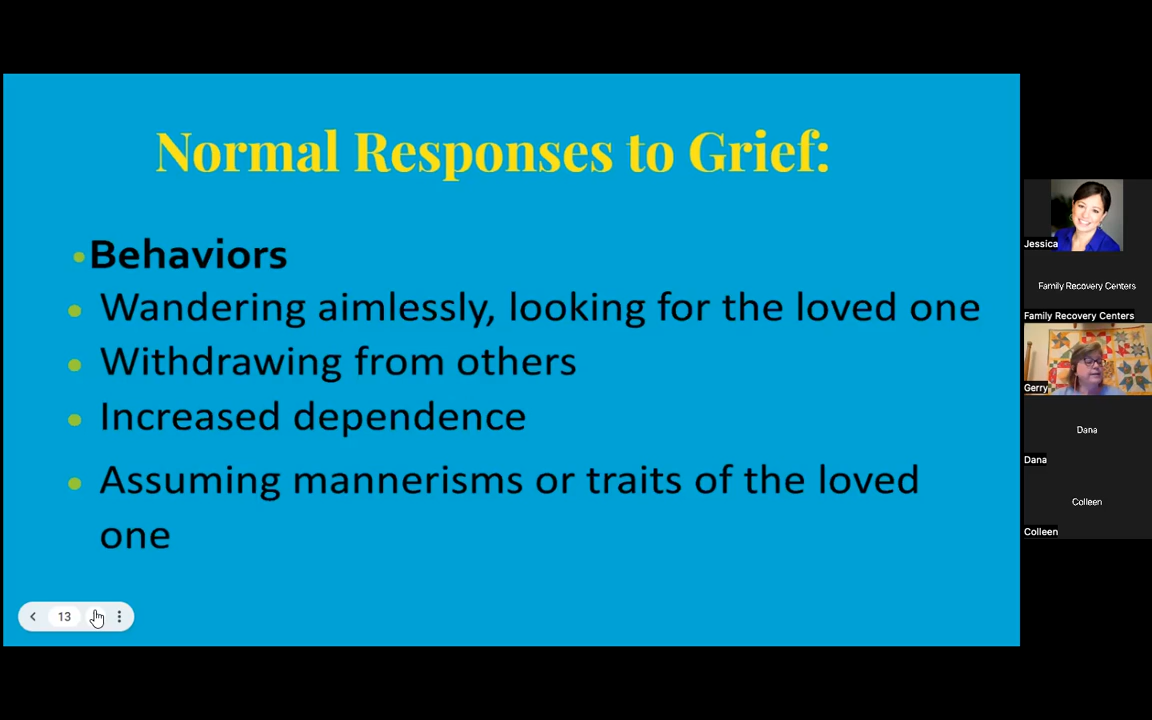 Normal Responses to Grief:
•Behaviors
• Wandering aimlessly, looking for the loved one
• Withdrawing from others
• Increased dependence
• Assuming mannerisms or traits of the loved
one
13
Jessica
Family Recovery Centers
Family Recovery Centers
Gerry
Dana
Dana
Colleen
Colleen